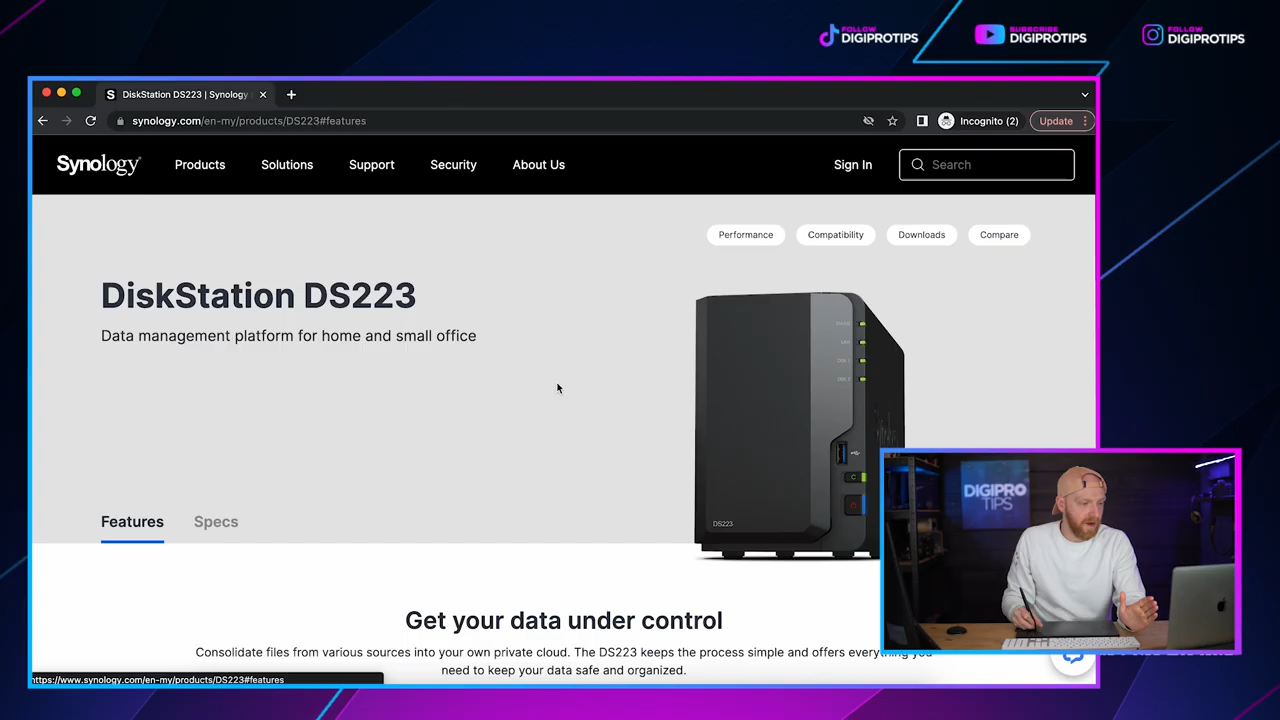 FOLLOW
DIGIPROTIPS
SUBSCRIBE
DIGIPROTIPS
FOLLOW
DIGIPROTIPS
DiskStation DS223 | Synology
synology.com/en-my/products/DS223#features
Incognito (2)
Update
Synology
Products
Solutions
Support
Security
About Us
Sign In
Search
Performance
Compatibility
Downloads
Compare
DiskStation DS223
Data management platform for home and small office
DS223
C
Features
Specs
DIGIPRO
TIPS
Get your data under control
Consolidate files from various sources into your own private cloud. The DS223 keeps the process simple and offers everything you
need to keep your data safe and organized.
https://www.synology.com/en-my/products/DS223#features